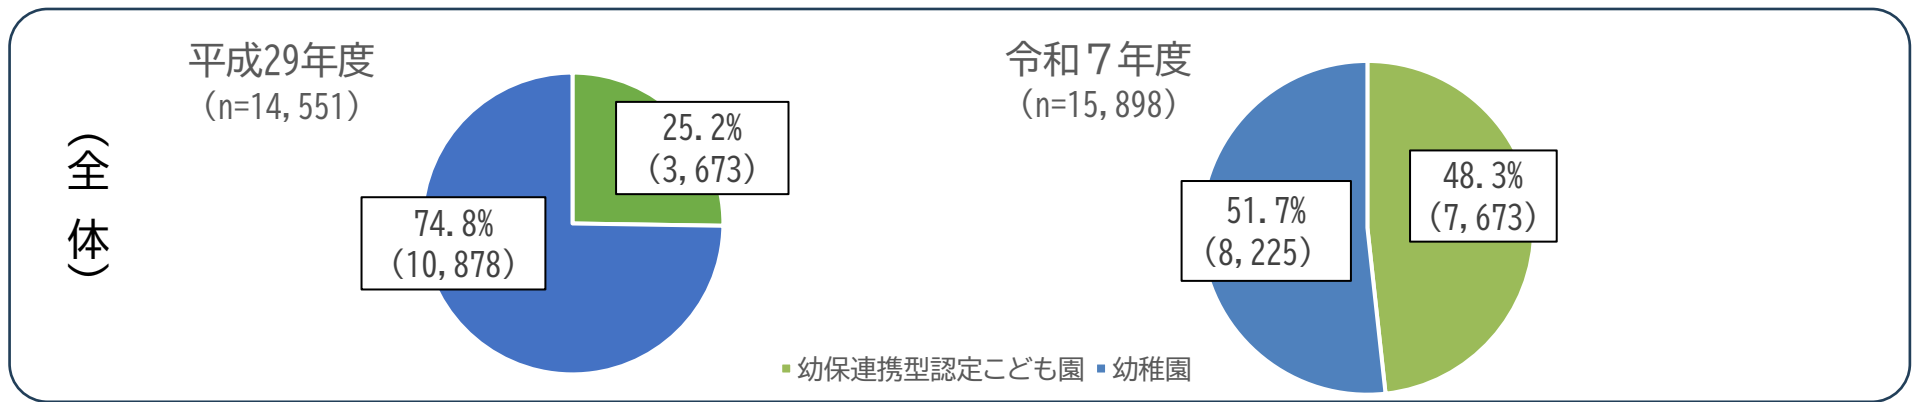 （全体）
平成29年度
（n=14,551）
25.2%
(3,673)
74.8%
(10,878)
令和７年度
（n=15,898）
48.3%
(7,673)
51.7%
(8,225)
幼保連携型認定こども園 幼稚園